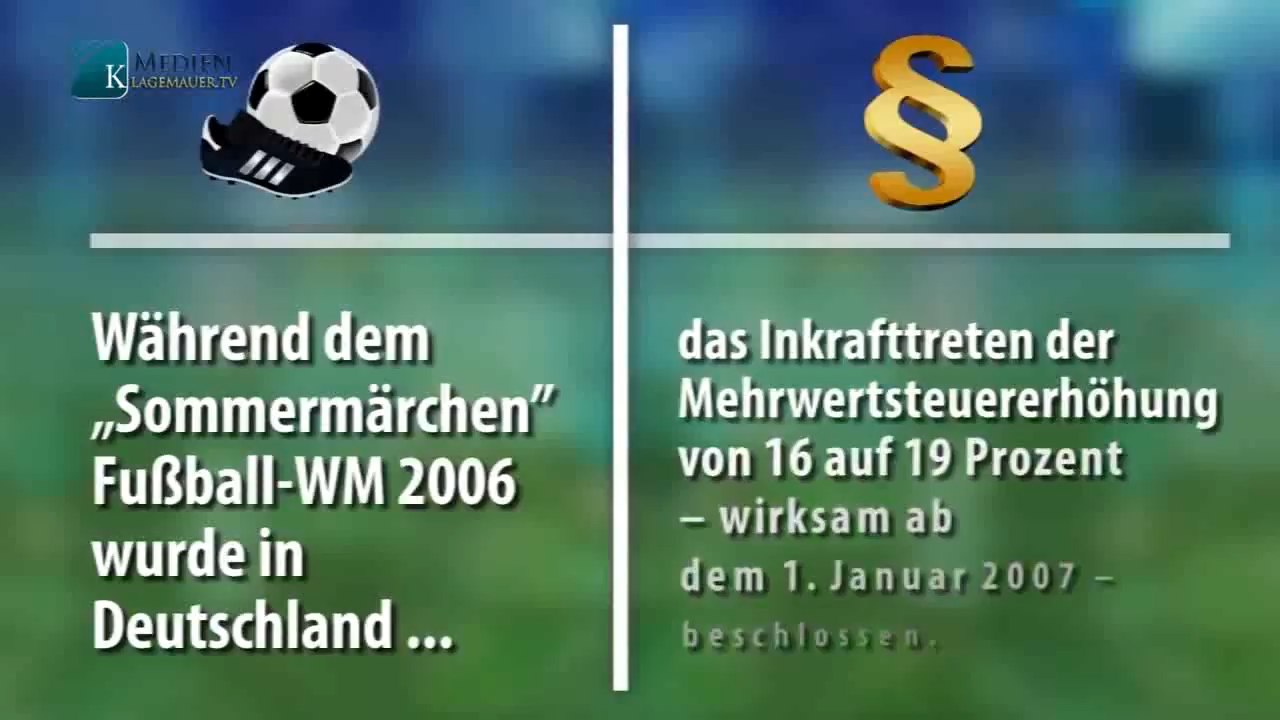 MEDIEN
KLAGEMAUER.TV
§
Während dem
„Sommermärchen”
Fußball-WM 2006
wurde in
Deutschland ...
das Inkrafttreten der
Mehrwertsteuererhöhung
von 16 auf 19 Prozent
– wirksam ab
dem 1. Januar 2007 –
beschlossen.